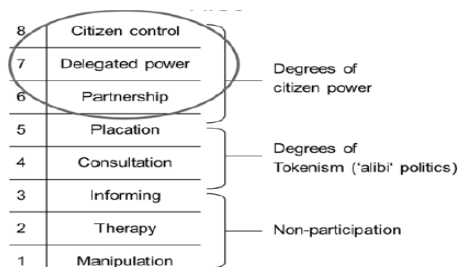 8 Citizen control
7 Delegated power
6 Partnership
5 Placation
4 Consultation
3 Informing
2 Therapy
1 Manipulation
Degrees of
citizen power
Degrees of
Tokenism ('alibi' politics)
Non-participation